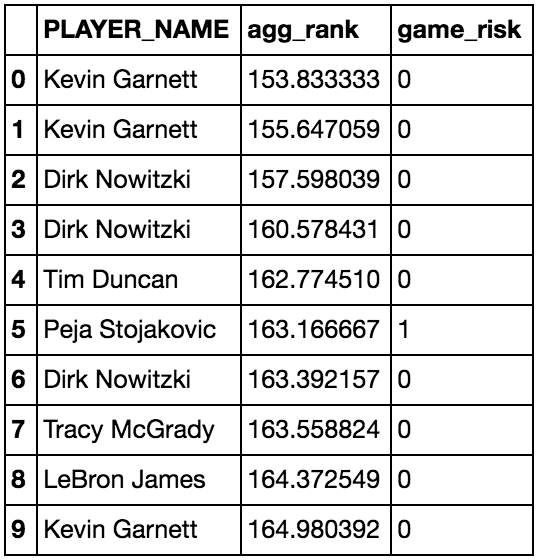 PLAYER_NAME agg_rank game_risk
0 Kevin Garnett 153.833333 0
1 Kevin Garnett 155.647059 0
2 Dirk Nowitzki 157.598039 0
3 Dirk Nowitzki 160.578431 0
4 Tim Duncan 162.774510 0
5 Peja Stojakovic 163.166667 1
6 Dirk Nowitzki 163.392157 0
7 Tracy McGrady 163.558824 0
8 LeBron James 164.372549 0
9 Kevin Garnett 164.980392 0